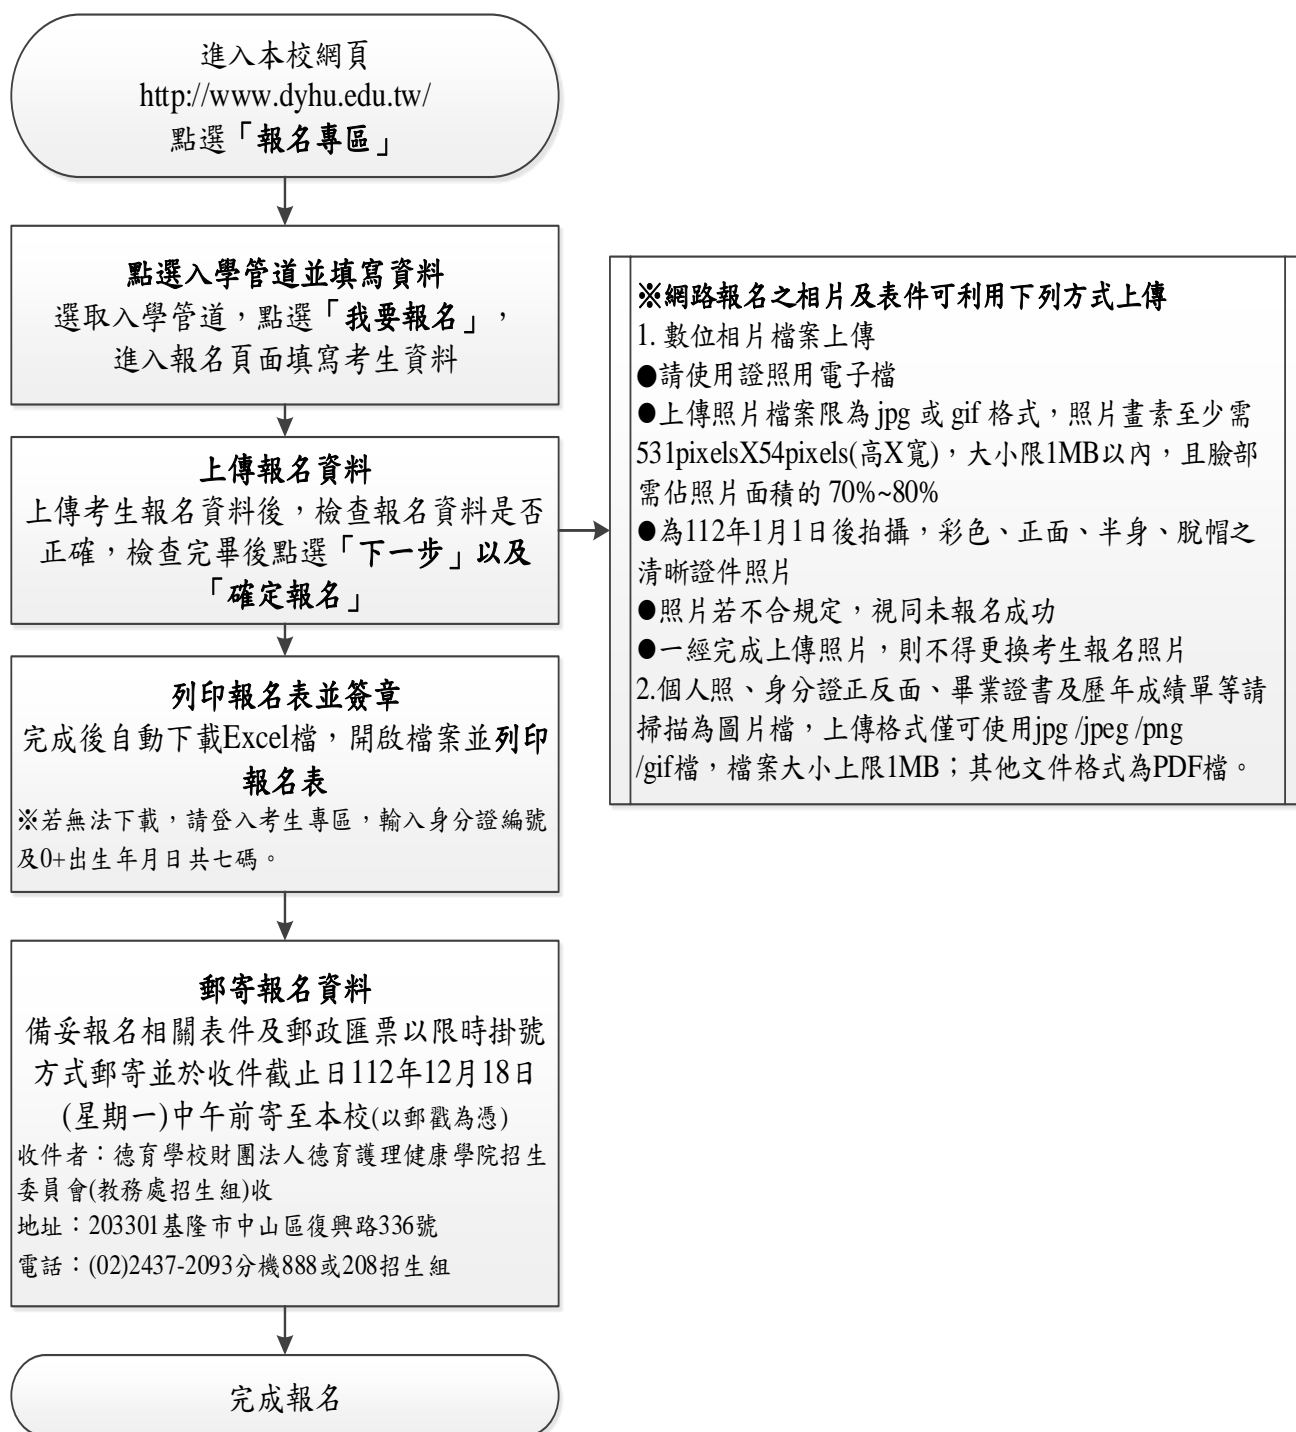 進入本校網頁
http://www.dyhu.edu.tw/
點選「報名專區」
點選入學管道並填寫資料
選取入學管道,點選「我要報名」,
進入報名頁面填寫考生資料
上傳報名資料
上傳考生報名資料後,檢查報名資料是否
正確,檢查完畢後點選「下一步」以及
「確定報名」
※網路報名之相片及表件可利用下列方式上傳
1. 數位相片檔案上傳
●請使用證照用電子檔
●上傳照片檔案限為 jpg 或 gif 格式,照片畫素至少需
531pixelsX54pixels(高X寬),大小限1MB以內,且臉部
需佔照片面積的 70%~80%
●為112年1月1日後拍攝,彩色、正面、半身、脫帽之
清晰證件照片
●照片若不合規定,視同未報名成功
●一經完成上傳照片,則不得更換考生報名照片
2.個人照、身分證正反面、畢業證書及歷年成績單等請
掃描為圖片檔,上傳格式僅可使用jpg /jpeg /png
/gif檔,檔案大小上限1MB;其他文件格式為PDF檔。
列印報名表並簽章
完成後自動下載Excel檔,開啟檔案並列印
報名表
※若無法下載,請登入考生專區,輸入身分證編號
及0+出生年月日共七碼。
郵寄報名資料
備妥報名相關表件及郵政匯票以限時掛號
方式郵寄並於收件截止日112年12月18日
(星期一)中午前寄至本校(以郵戳為憑)
收件者:德育學校財團法人德育護理健康學院招生
委員會(教務處招生組)收
地址:203301基隆市中山區復興路336號
電話:(02)2437-2093分機888或208招生組
完成報名